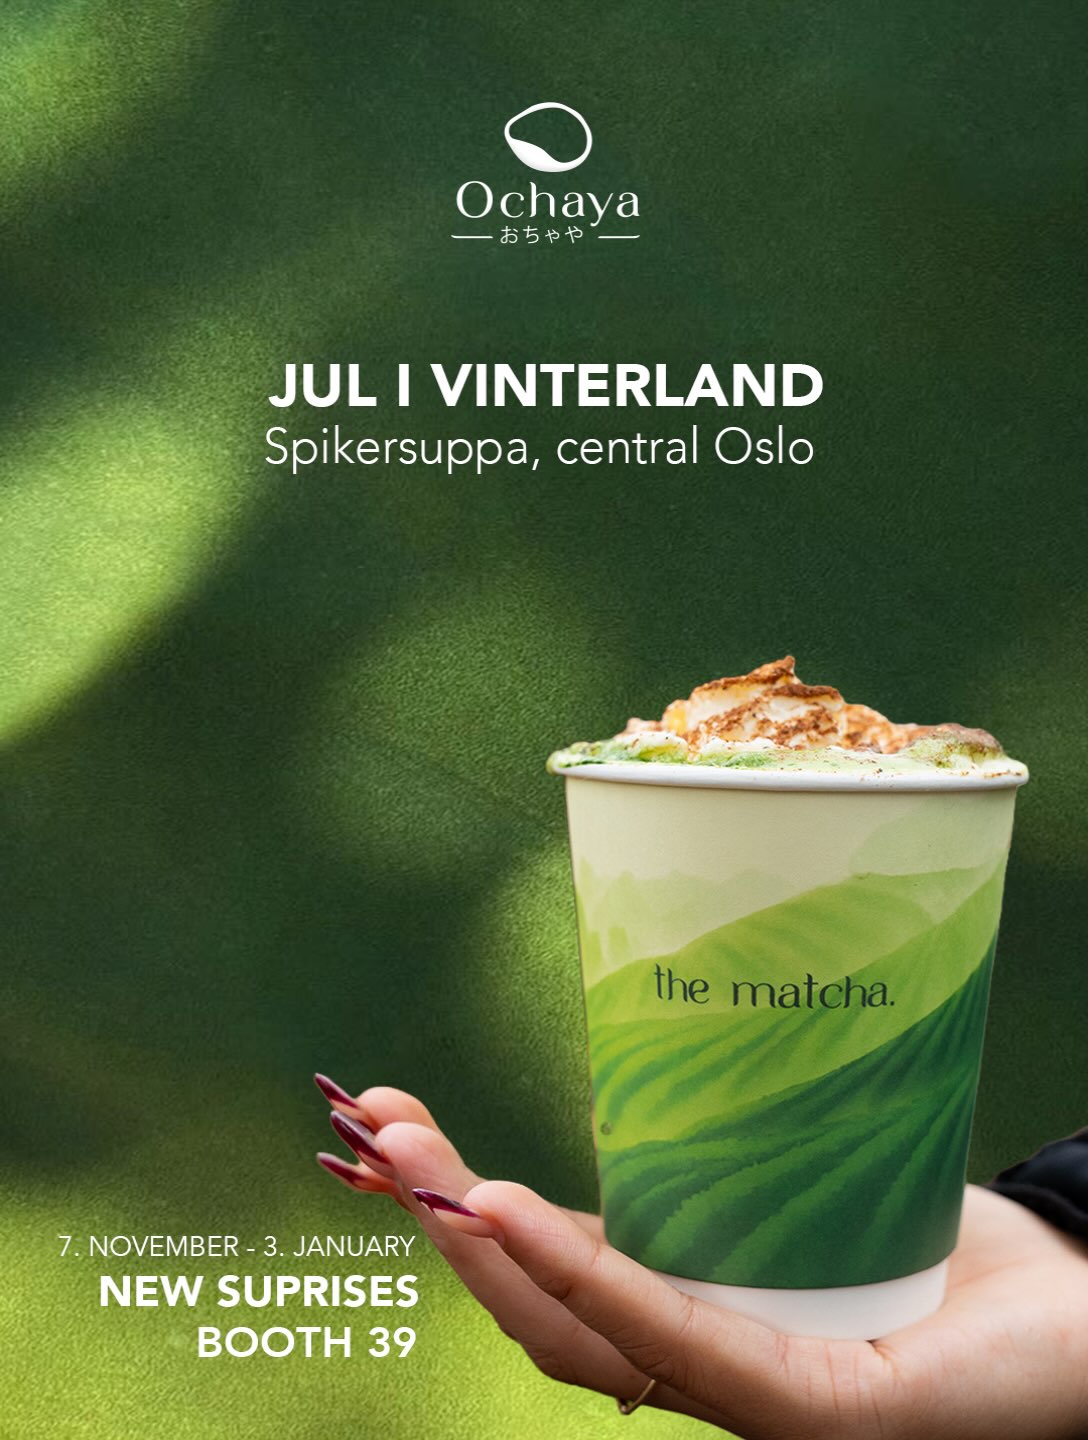 Ochaya
おちゃや
JUL I VINTERLAND
Spikersuppa, central Oslo
the matcha.
7. NOVEMBER - 3. JANUARY
NEW SUPRISES
BOOTH 39